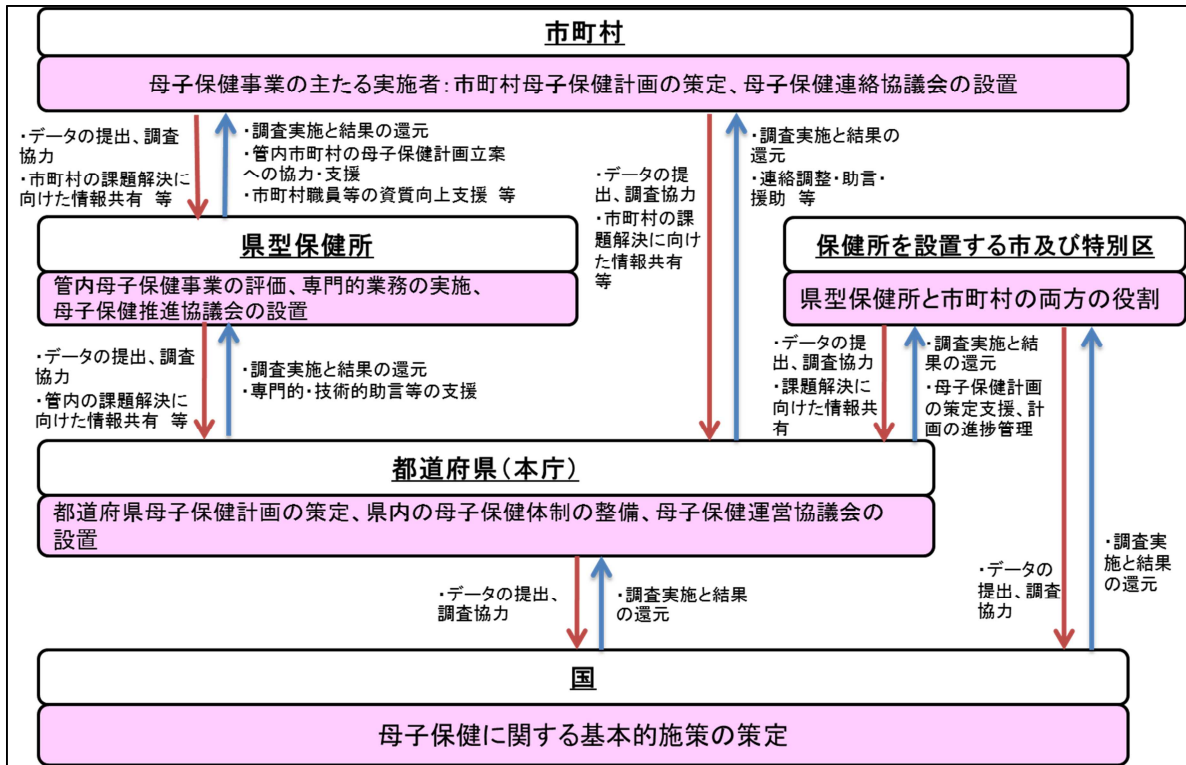 市町村
母子保健事業の主たる実施者：市町村母子保健計画の策定、母子保健連絡協議会の設置
・データの提出、調査
協力
・市町村の課題解決に
向けた情報共有 等
・調査実施と結果の還元
・管内市町村の母子保健計画立案
への協力・支援
・市町村職員等の資質向上支援 等
・データの提
出、調査協力
・市町村の課
題解決に向け
た情報共有
等
・調査実施と結果の
還元
・連絡調整・助言・
援助 等
県型保健所
管内母子保健事業の評価、専門的業務の実施、
母子保健推進協議会の設置
保健所を設置する市及び特別区
県型保健所と市町村の両方の役割
・データの提出、調査
協力
・管内の課題解決に
向けた情報共有 等
・調査実施と結果の還元
・専門的・技術的助言等の支援
・データの提
出、調査協力
・課題解決に
向けた情報共
有
・調査実施と結
果の還元
・母子保健計画
の策定支援、計
画の進捗管理
都道府県（本庁）
都道府県母子保健計画の策定、県内の母子保健体制の整備、母子保健運営協議会の
設置
・データの提出、
調査協力
・調査実施と結果
の還元
・データの
提出、調査
協力
・調査実
施と結果
の還元
国
母子保健に関する基本的施策の策定